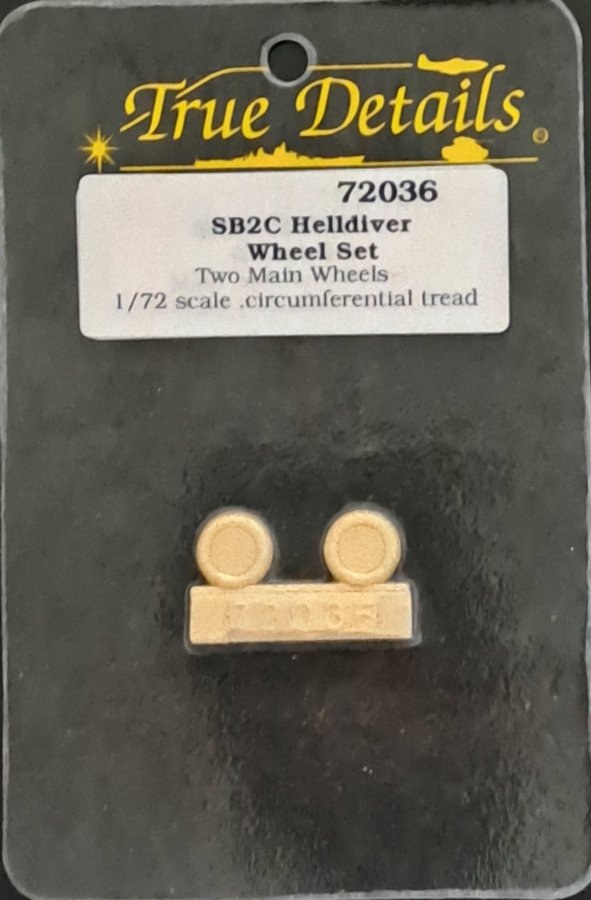 True Details
72036
SB2C Helldiver
Wheel Set
Two Main Wheels
1/72 scale .circumferential tread